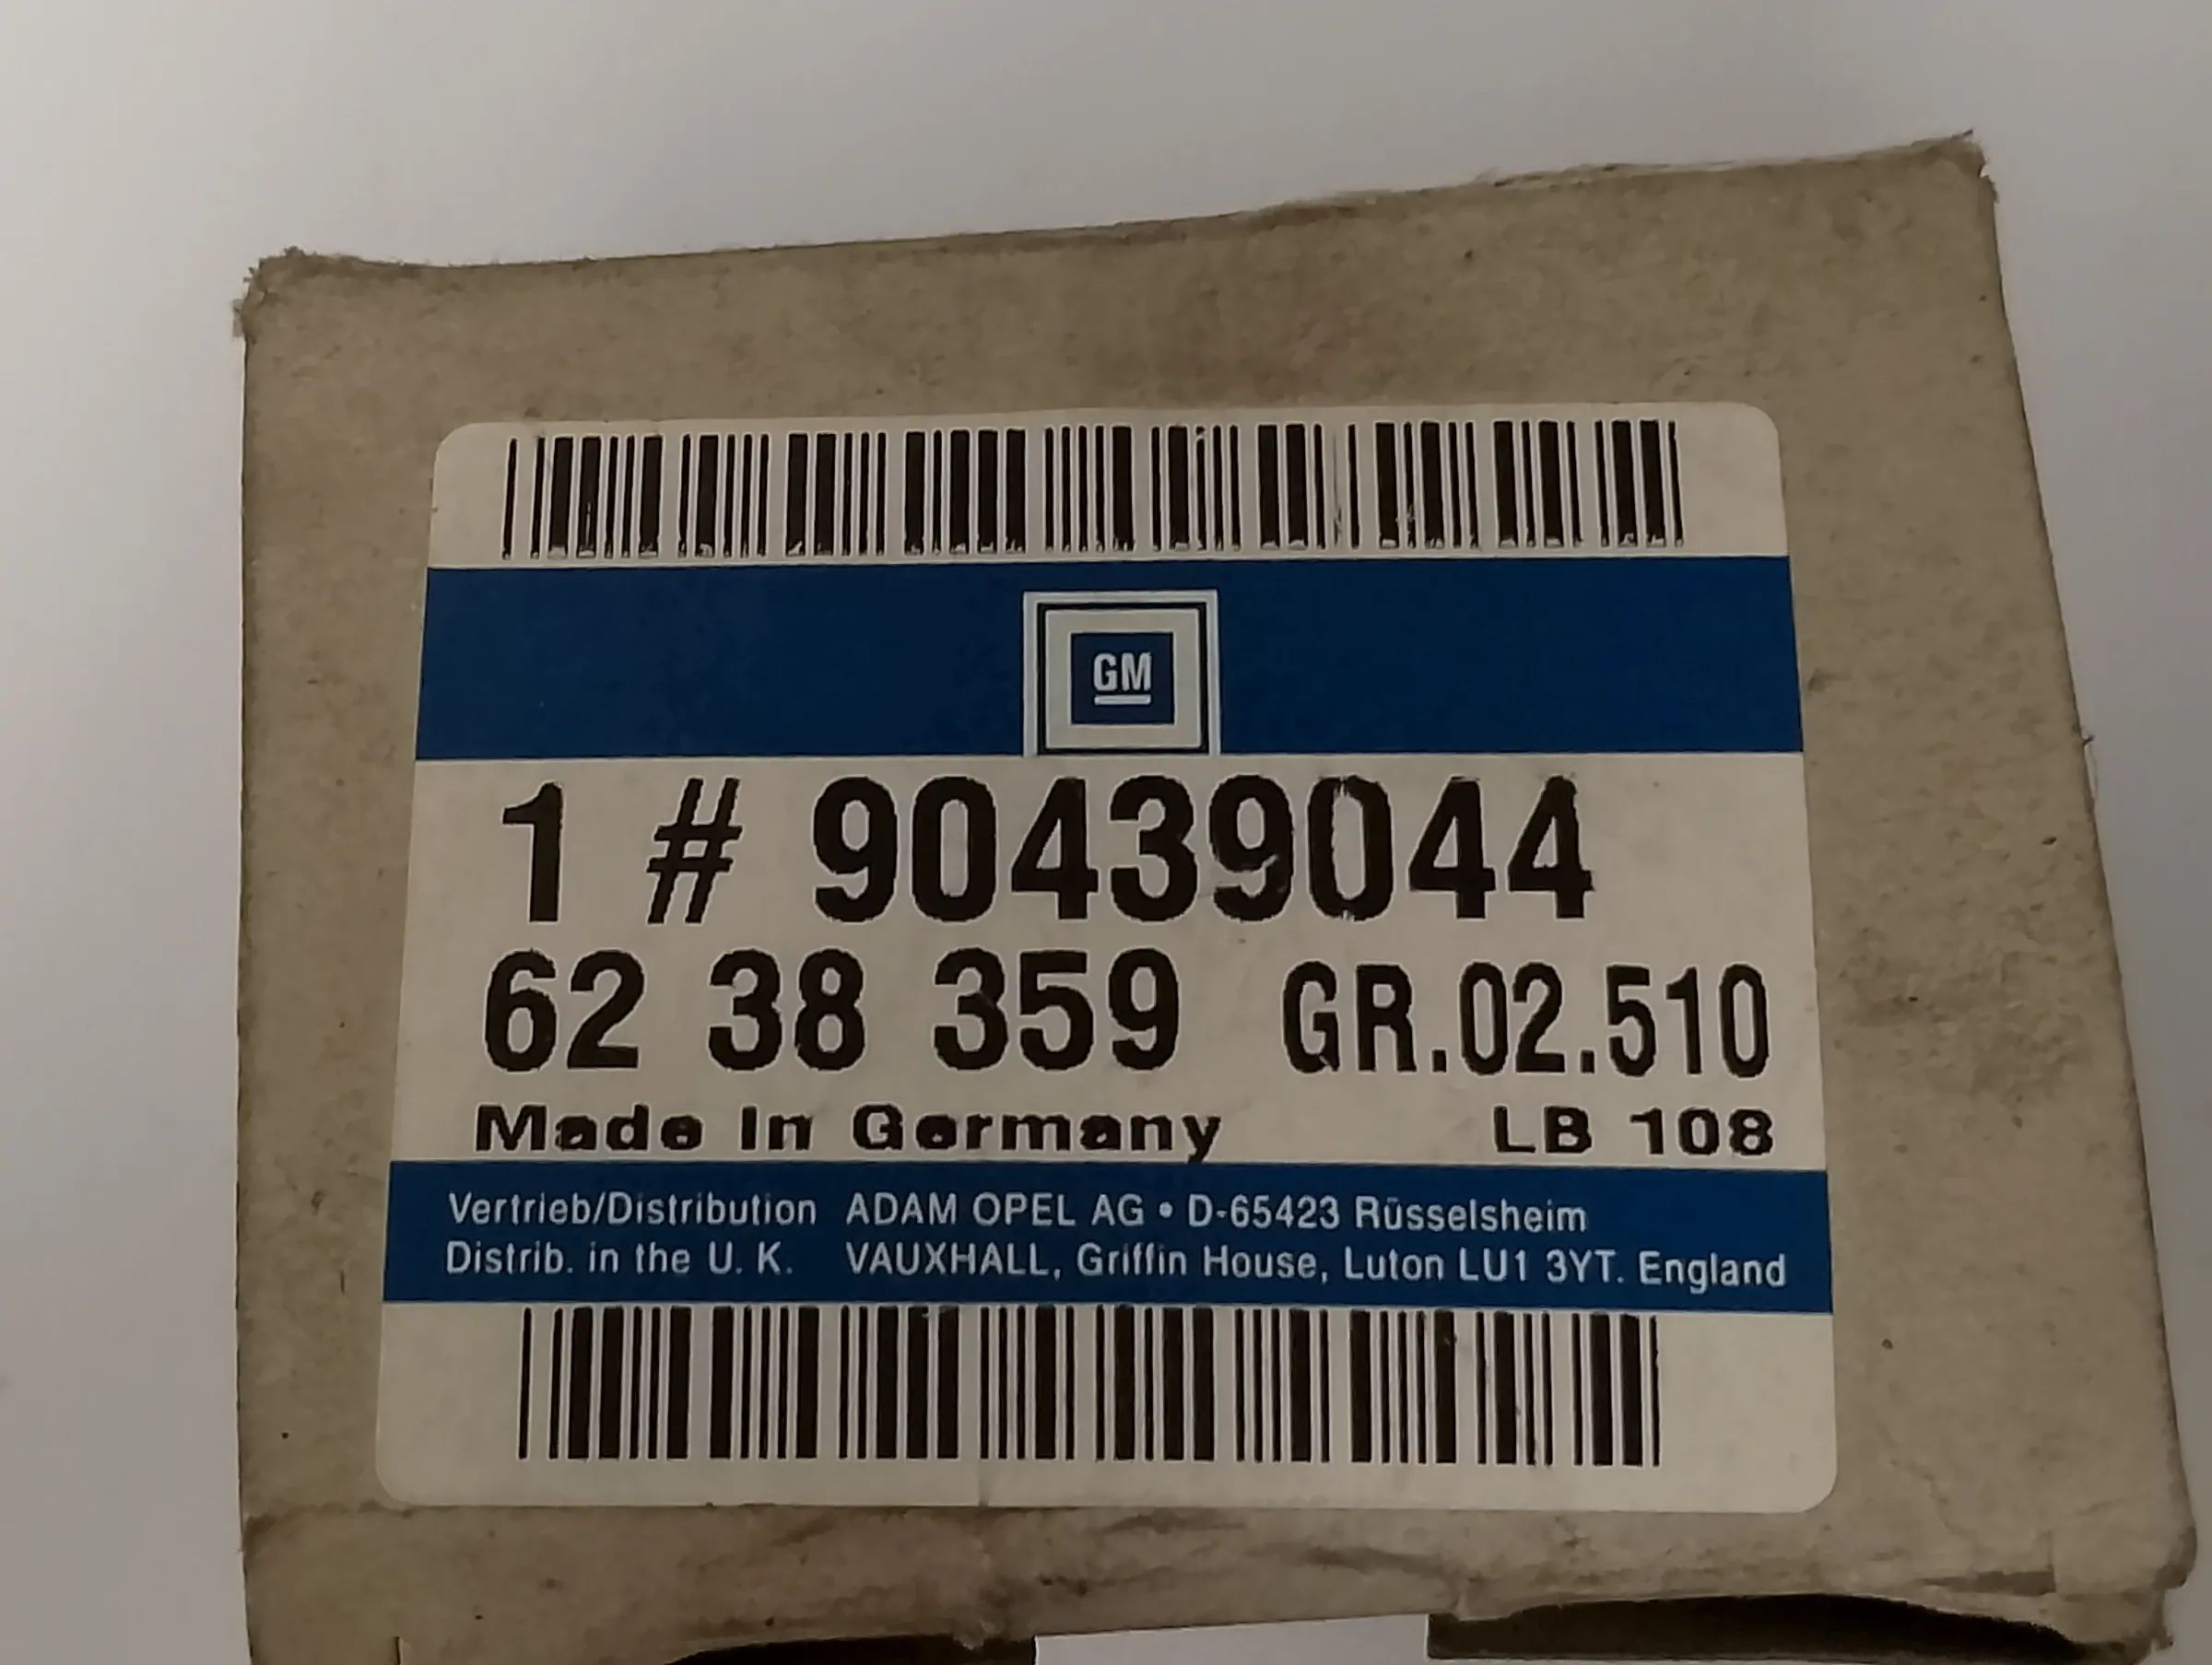 GM
1 # 90439044
62 38 359 GR.02.510
Made In Germany LB 108
Vertrieb/Distribution ADAM OPEL AG • D-65423 Rüsselsheim
Distrib. in the U. K. VAUXHALL, Griffin House, Luton LU1 3YT. England